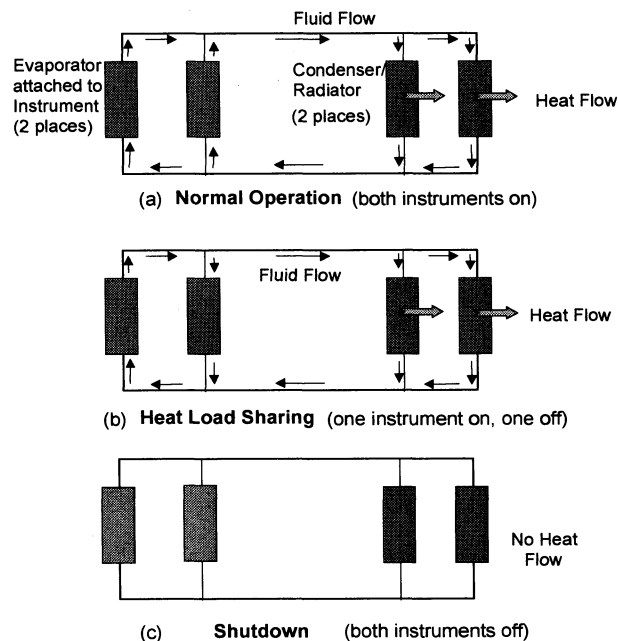 Fluid Flow
Evaporator
attached to
Instrument
(2 places)
Condenser/
Radiator
(2 places)
Heat Flow
(a) Normal Operation (both instruments on)
Fluid Flow
Heat Flow
(b) Heat Load Sharing (one instrument on, one off)
No Heat
Flow
(c) Shutdown (both instruments off)